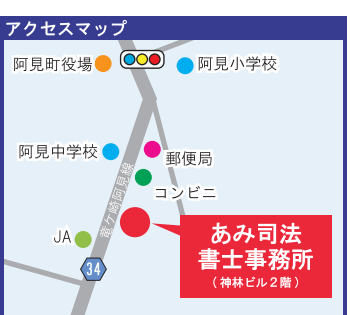 アクセスマップ
阿見町役場
阿見小学校
阿見中学校
郵便局
コンビニ
竜ヶ崎阿見線
JA
34
あみ司法
書士事務所
(神林ビル2階)